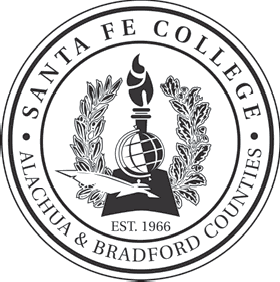 • SANTA FE COLLEGE •
ALACHUA & BRADFORD COUNTIES
EST. 1966